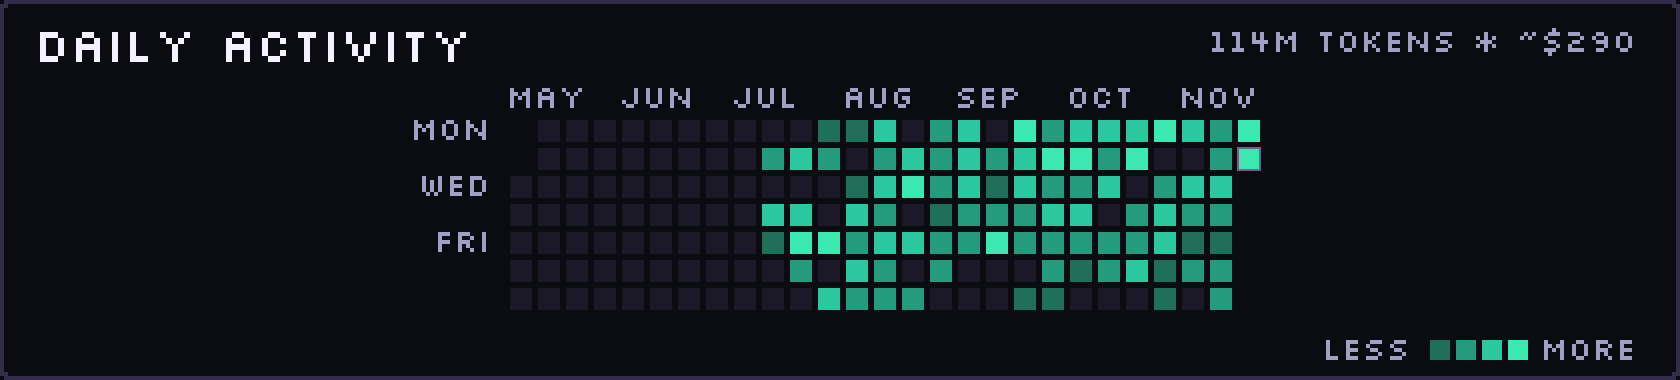 DAILY ACTIVITY
114M TOKENS * ~$290
MAY JUN JUL AUG SEP OCT NOV
MON
WED
FRI
LESS MORE